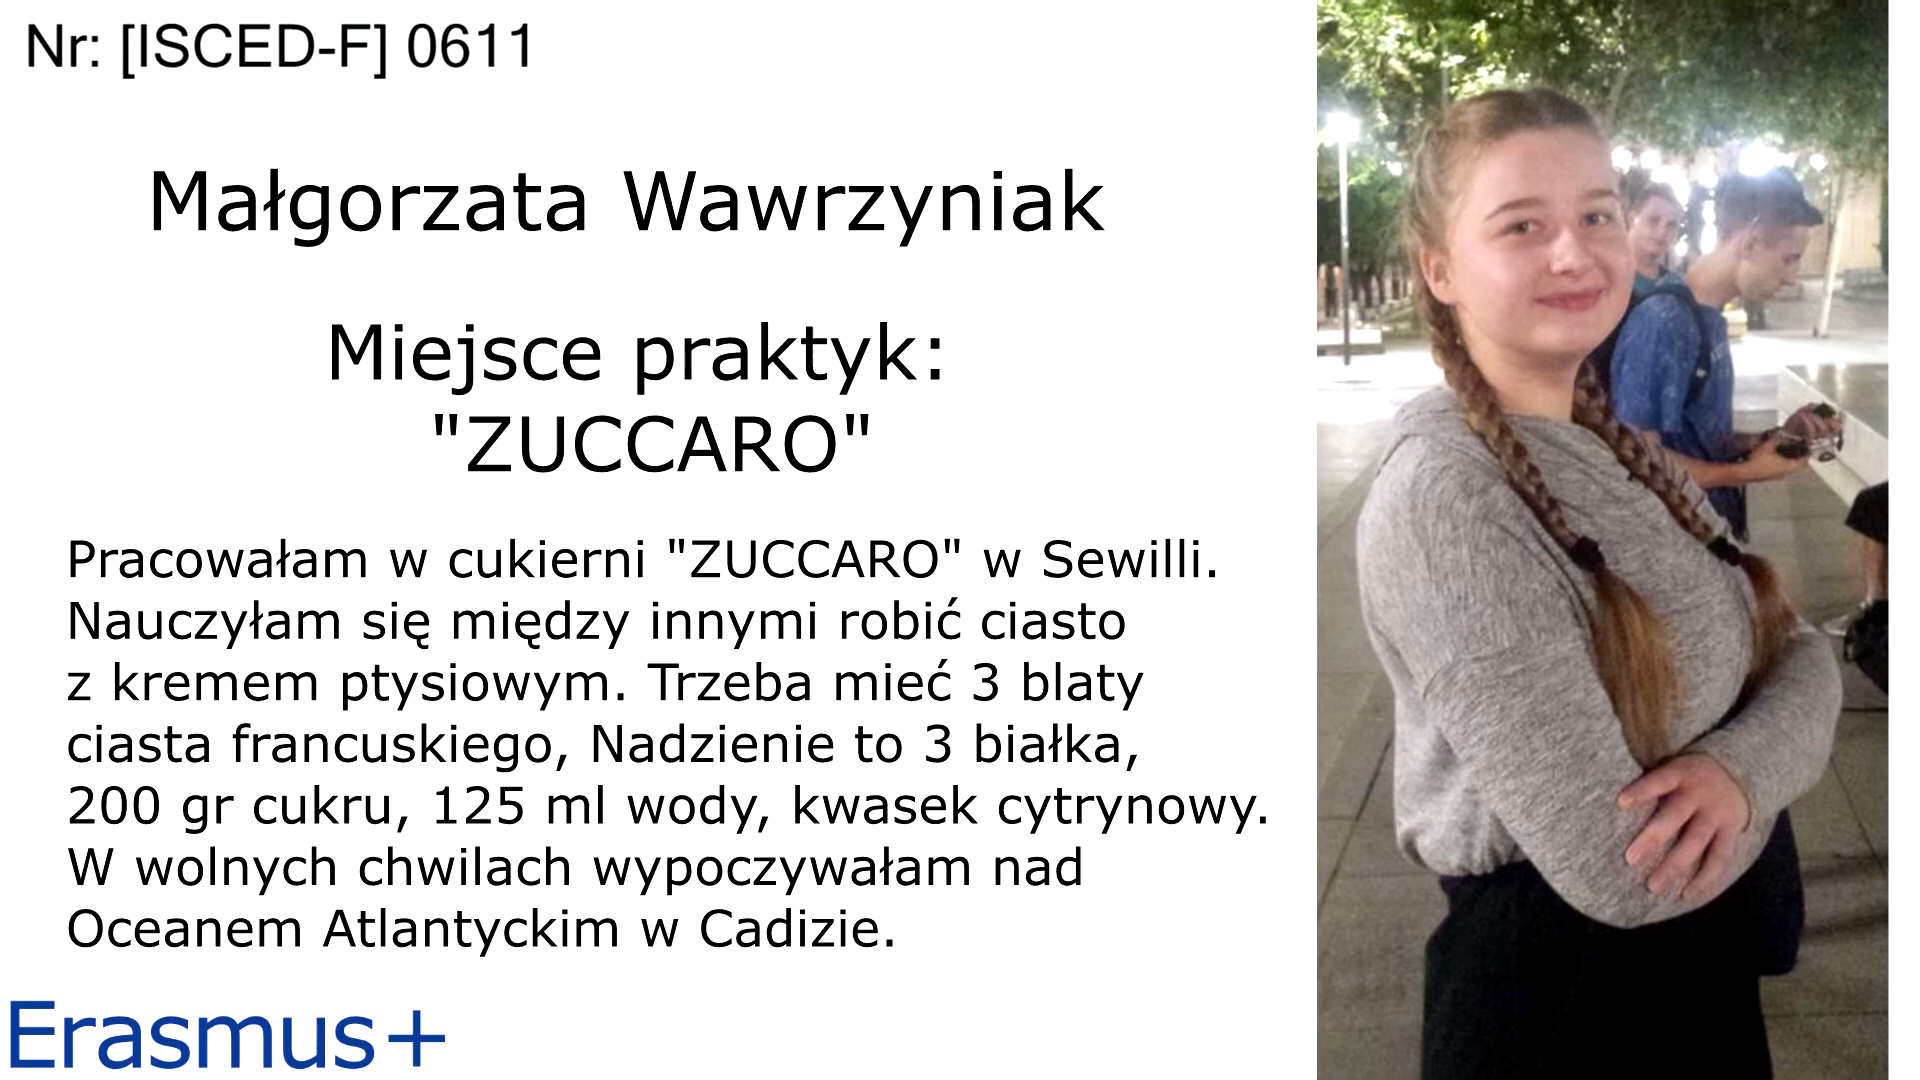 Nr: [ISCED-F] 0611
Małgorzata Wawrzyniak
Miejsce praktyk:
"ZUCCARO"
Pracowałam w cukierni "ZUCCARO" w Sewilli.
Nauczyłam się między innymi robić ciasto
z kremem ptysiowym. Trzeba mieć 3 blaty
ciasta francuskiego, Nadzienie to 3 białka,
200 gr cukru, 125 ml wody, kwasek cytrynowy.
W wolnych chwilach wypoczywałam nad
Oceanem Atlantyckim w Cadizie.
Erasmus+